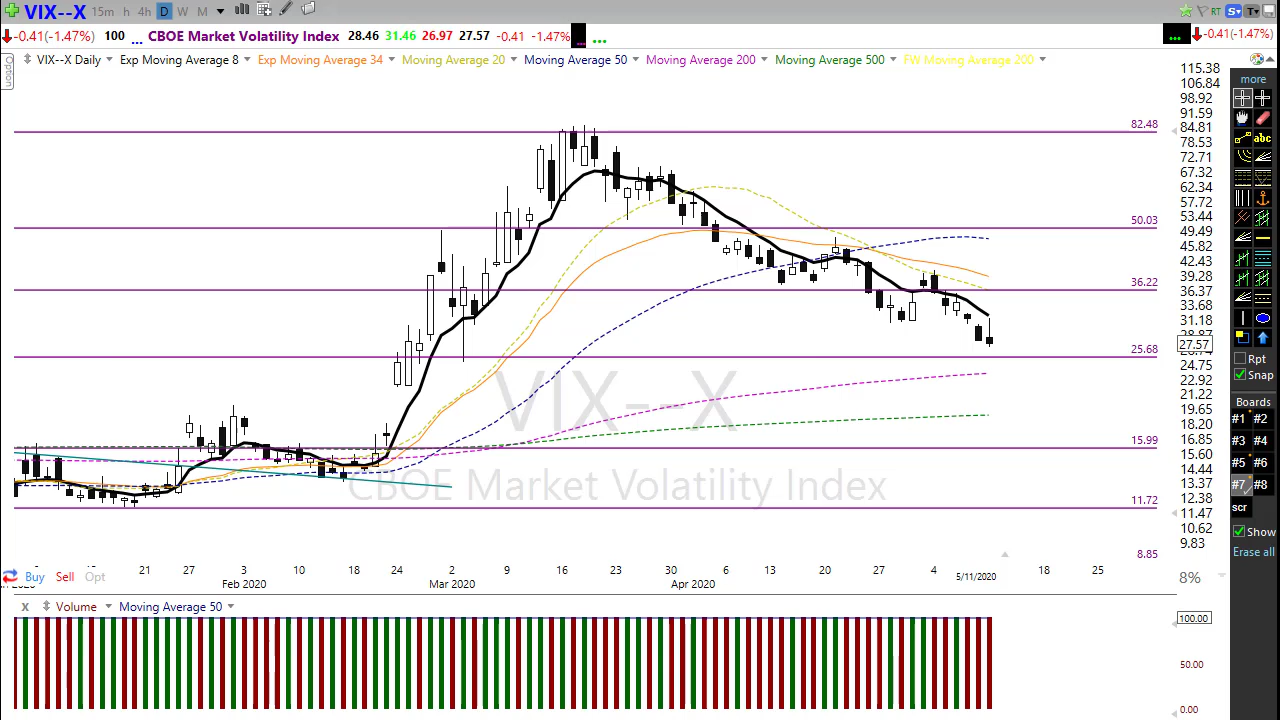 VIX--X 15m h 4h D W M RT S T
-0.41(-1.47%) 100 ... CBOE Market Volatility Index 28.46 31.46 26.97 27.57 -0.41 -1.47% ... ... ... -0.41(-1.47%)
Option
VIX--X Daily Exp Moving Average 8 Exp Moving Average 34 Moving Average 20 Moving Average 50 Moving Average 200 Moving Average 500 FW Moving Average 200
115.38
106.84
98.92
91.59
84.81
78.53
72.71
67.32
62.34
57.72
53.44
49.49
45.82
42.43
39.28
36.37
33.68
31.18
27.57
24.75
22.92
21.22
19.65
18.20
16.85
15.60
14.44
13.37
12.38
11.47
10.62
9.83
82.48
50.03
36.22
25.68
15.99
11.72
8.85
VIX--X
CBOE Market Volatility Index
21 27 3 10 18 24 2 9 16 23 30 6 13 20 27 4 5/11/2020 18 25
Feb 2020 Mar 2020 Apr 2020
8%
Buy Sell Opt
X Volume Moving Average 50
100.00
50.00
0.00
more
abc
Rpt
Snap
Boards
#1 #2
#3 #4
#5 #6
#7 #8
scr
Show
Erase all